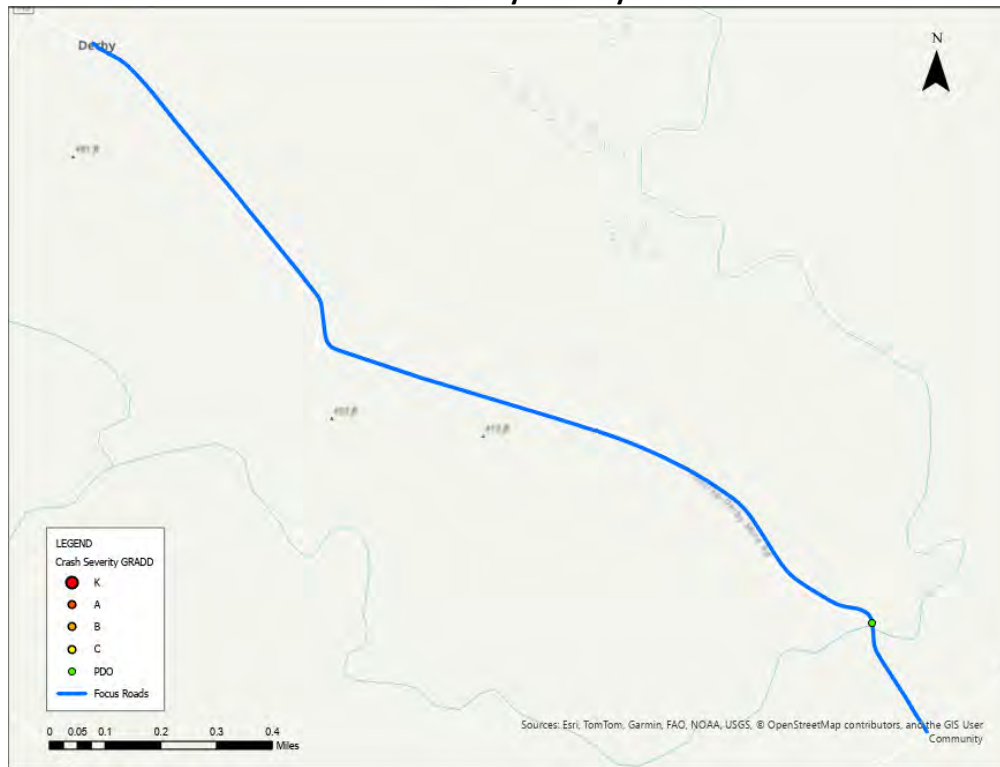 Derby
N
LEGEND
Crash Severity GRADD
K
A
B
C
PDO
Focus Roads
0 0.05 0.1 0.2 0.3 0.4
Miles
Sources: Esri, TomTom, Garmin, FAO, NOAA, USGS, © OpenStreetMap contributors, and the GIS User
Community